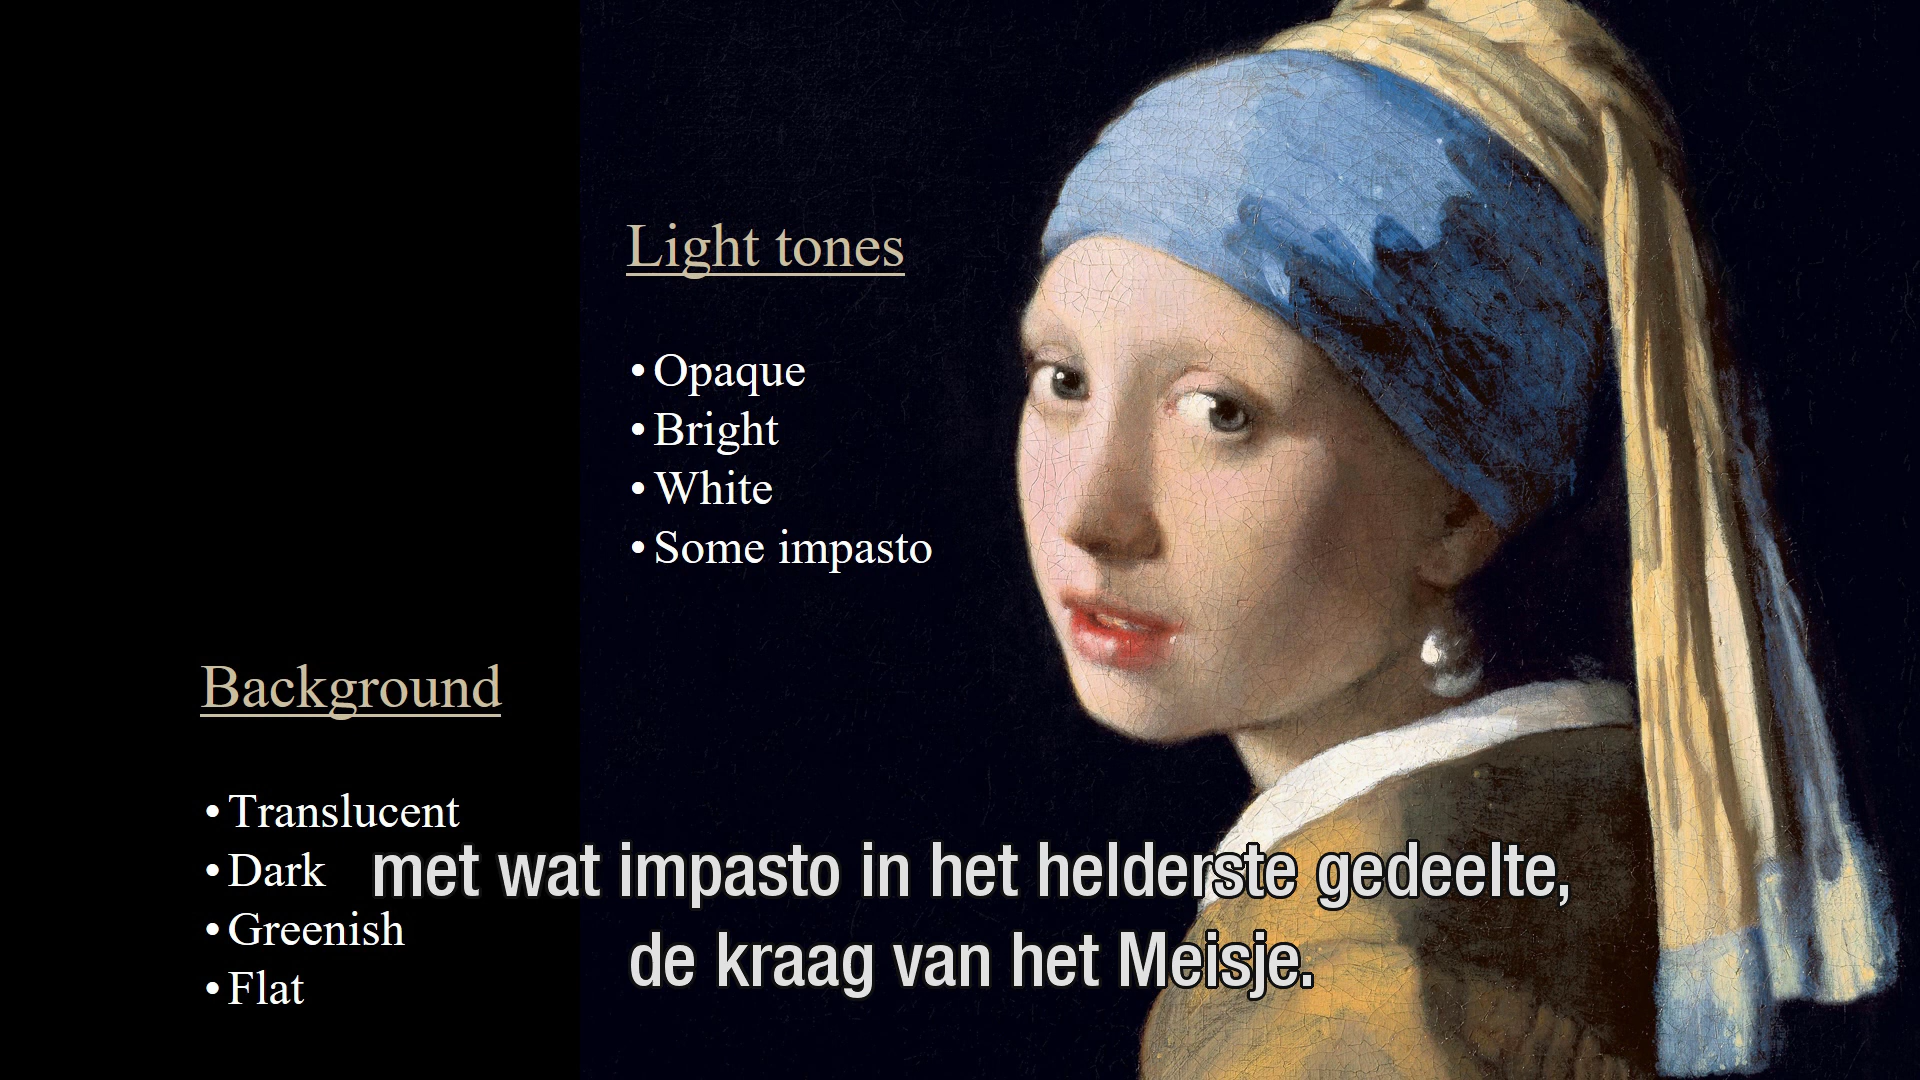 Light tones
• Opaque
• Bright
• White
• Some impasto
Background
• Translucent
• Dark
• Greenish
• Flat
met wat impasto in het helderste gedeelte,
de kraag van het Meisje.